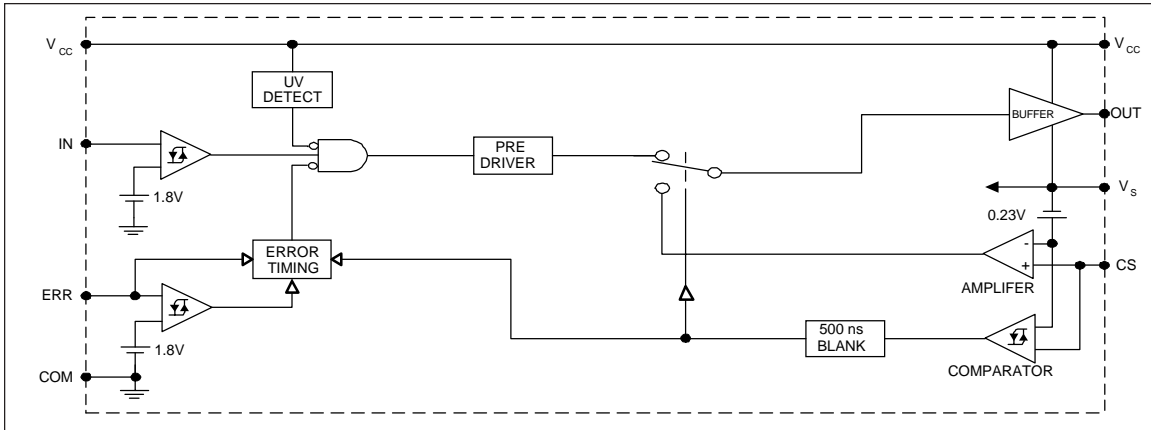 V CC
V CC
UV
DETECT
BUFFER
OUT
IN
PRE
DRIVER
1.8V
V S
0.23V
ERROR
TIMING
-
+
CS
ERR
AMPLIFER
1.8V
500 ns
BLANK
COM
COMPARATOR